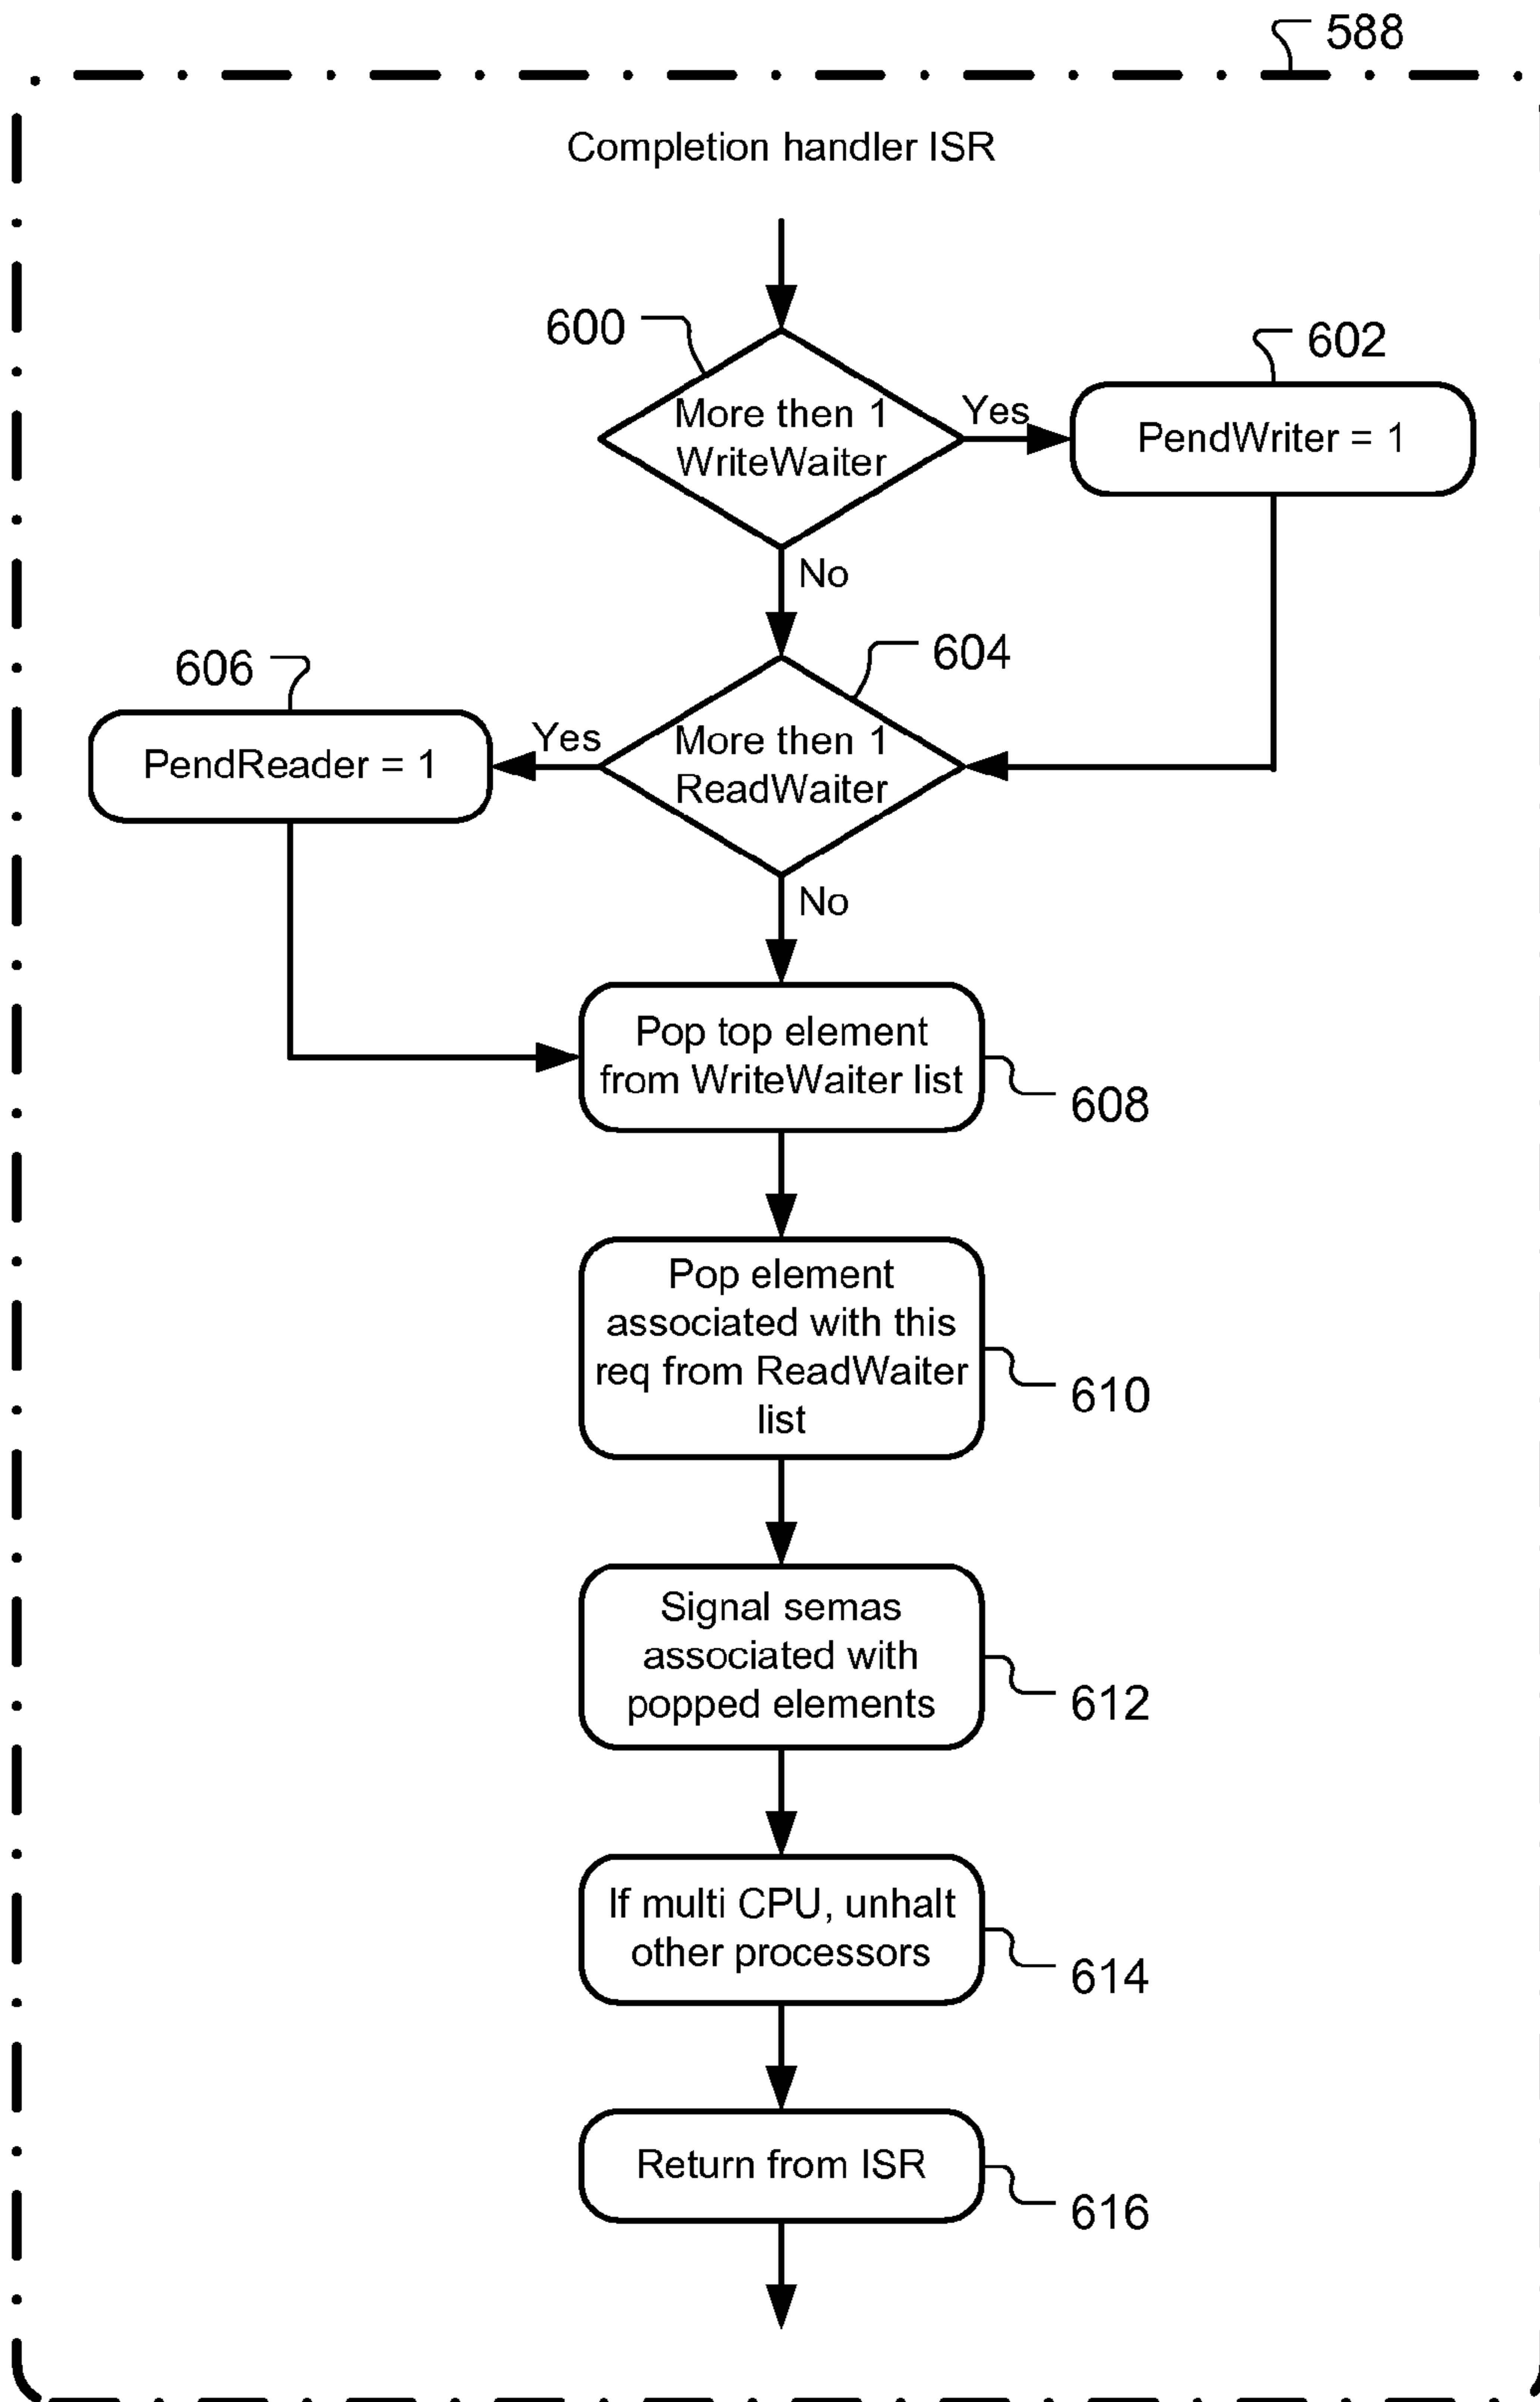 588
Completion handler ISR
600
602
More then 1
WriteWaiter
Yes
PendWriter = 1
No
604
606
More then 1
ReadWaiter
Yes
PendReader = 1
No
Pop top element
from WriteWaiter list
608
Pop element
associated with this
req from ReadWaiter
list
610
Signal semas
associated with
popped elements
612
If multi CPU, unhalt
other processors
614
Return from ISR
616